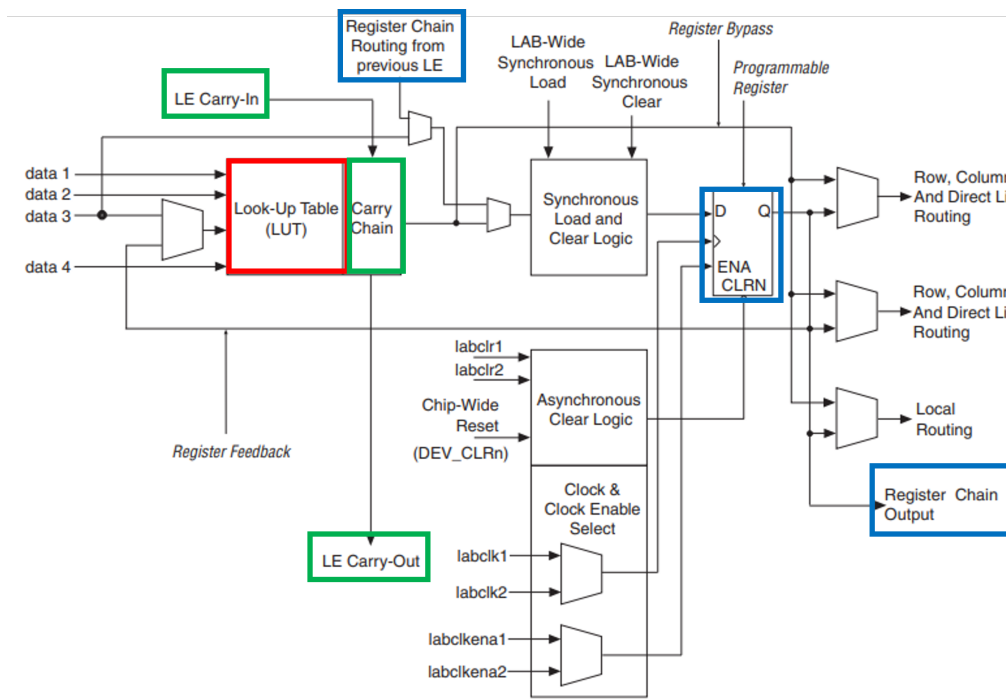 Register Chain
Routing from
previous LE
LAB-Wide
Synchronous
Load
LAB-Wide
Synchronous
Clear
Register Bypass
Programmable
Register
LE Carry-In
data 1
data 2
data 3
data 4
Look-Up Table
(LUT)
Carry
Chain
Synchronous
Load and
Clear Logic
D
Q
ENA
CLRN
Row, Column
And Direct Li
Routing
Row, Column
And Direct Li
Routing
Local
Routing
Register Chain
Output
labclr1
labclr2
Chip-Wide
Reset
(DEV_CLRn)
Asynchronous
Clear Logic
Register Feedback
Clock &
Clock Enable
Select
LE Carry-Out
labclk1
labclk2
labclkena1
labclkena2